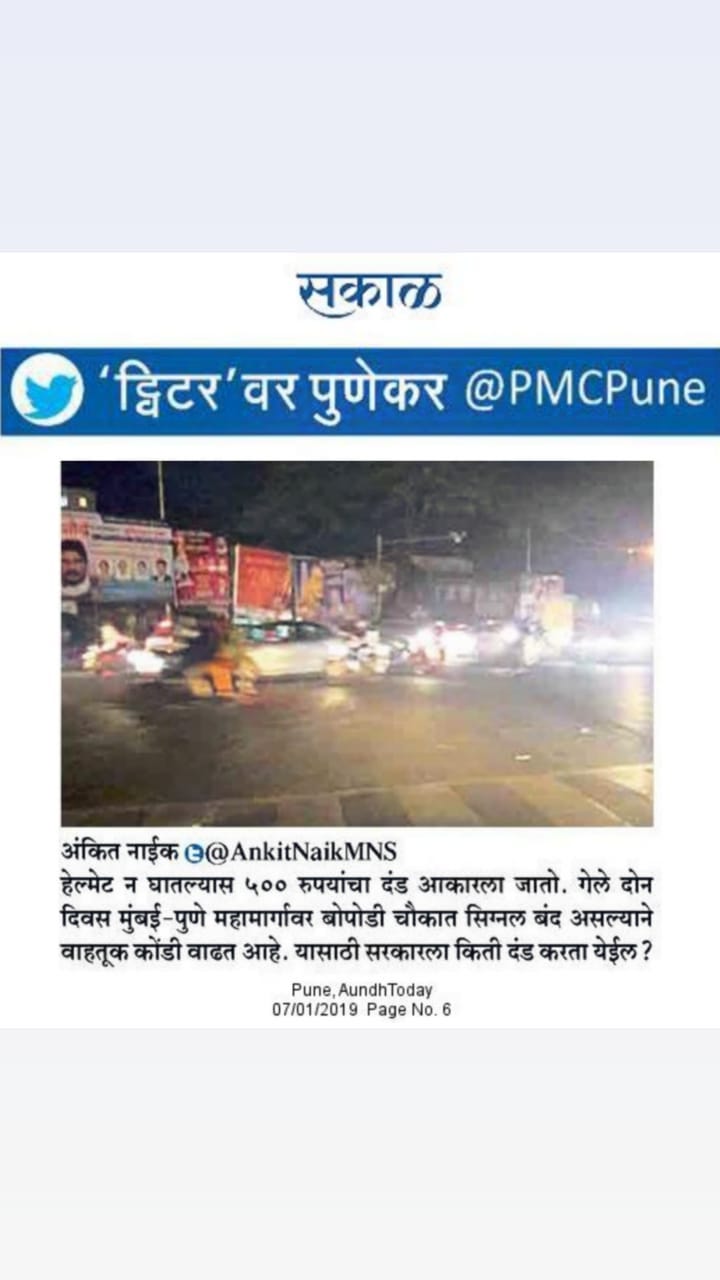 सकाळ
‘ट्विटर’वर पुणेकर @PMCPune
अंकित नाईक @AnkitNaikMNS
हेल्मेट न घातल्यास ५०० रुपयांचा दंड आकारला जातो. गेले दोन
दिवस मुंबई-पुणे महामार्गावर बोपोडी चौकात सिग्नल बंद असल्याने
वाहतूक कोंडी वाढत आहे. यासाठी सरकारला किती दंड करता येईल?
Pune,AundhToday
07/01/2019 Page No. 6